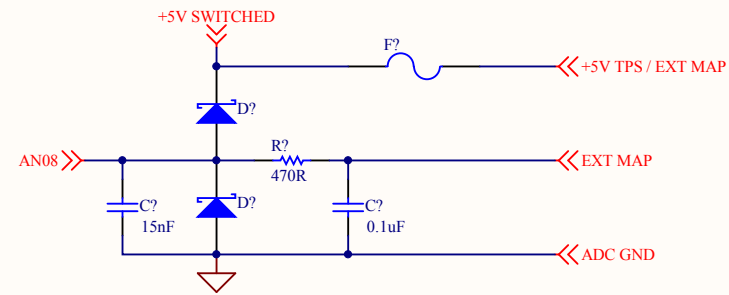 +5V SWITCHED
F?
+5V TPS / EXT MAP
D?
R?
AN08
EXT MAP
470R
C?
D?
C?
15nF
0.1uF
ADC GND